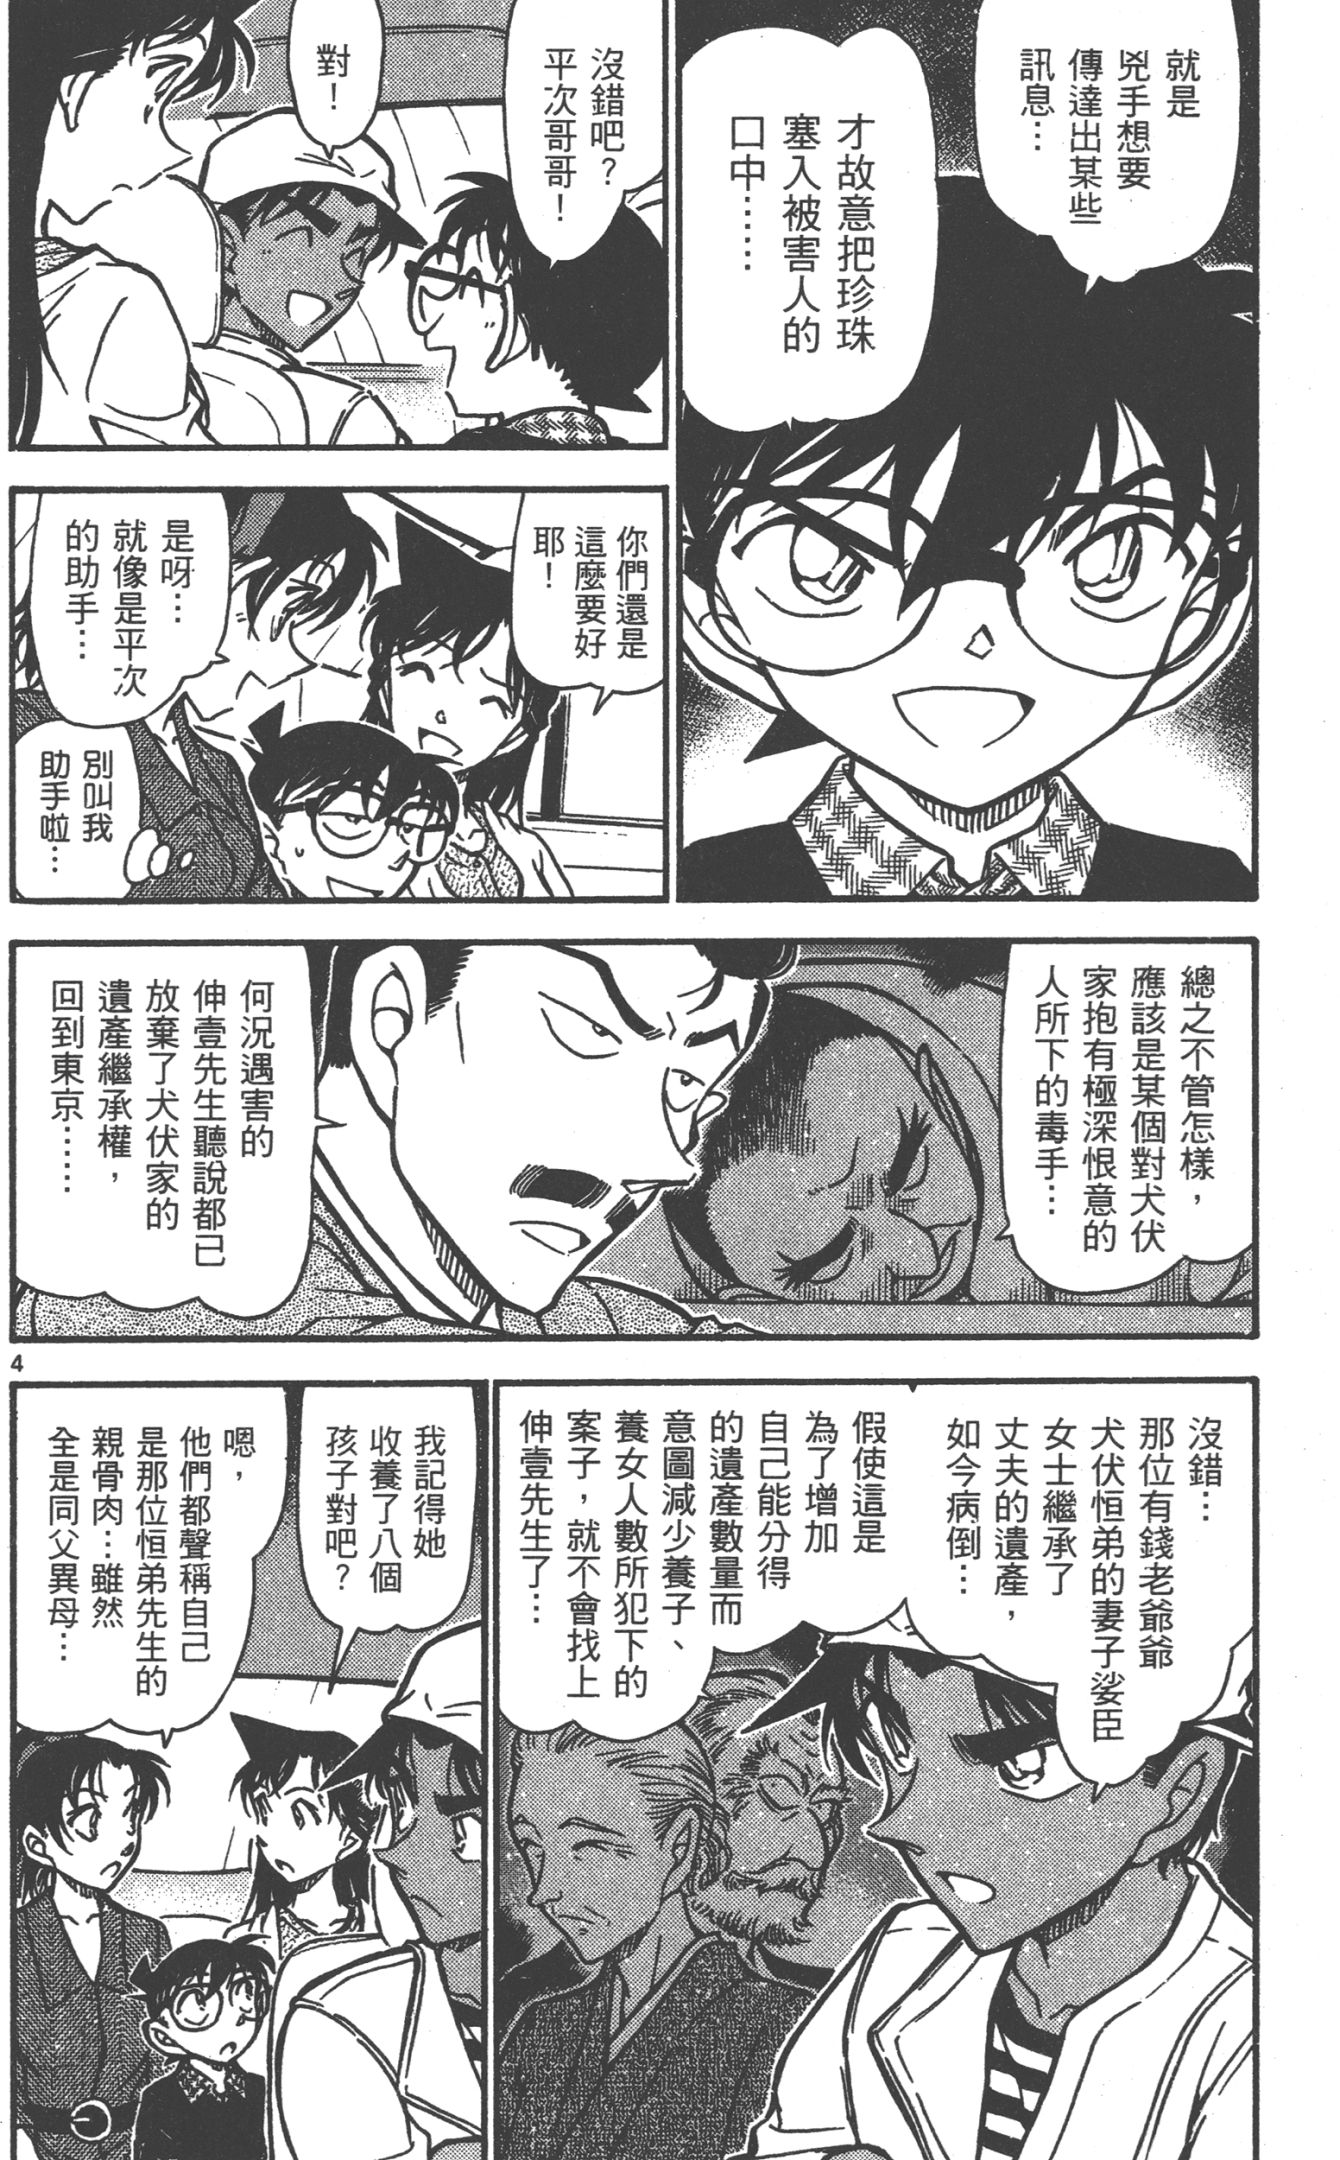 就是
兇手想要
傳達出某些
訊息…
才故意把珍珠
塞入被害人的
口中……
沒錯吧？
平次哥哥！
對！
你們還是
這麼要好
耶！
是呀…
就像是平次
的助手…
別叫我
助手啦…
總之不管怎樣，
應該是某個對犬伏
家抱有極深恨意的
人所下的毒手…
何況遇害的
伸壹先生聽說都已
放棄了犬伏家的
遺產繼承權，
回到東京……
4
沒錯…
那位有錢老爺爺
犬伏恒弟的妻子娑臣
女士繼承了
丈夫的遺產，
如今病倒…
假使這是
為了增加
自己能分得
的遺產數量而
意圖減少養子、
養女人數所犯下的
案子，就不會找上
伸壹先生了…
我記得她
收養了八個
孩子對吧？
嗯，
他們都聲稱自己
是那位恒弟先生的
親骨肉…雖然
全是同父異母…